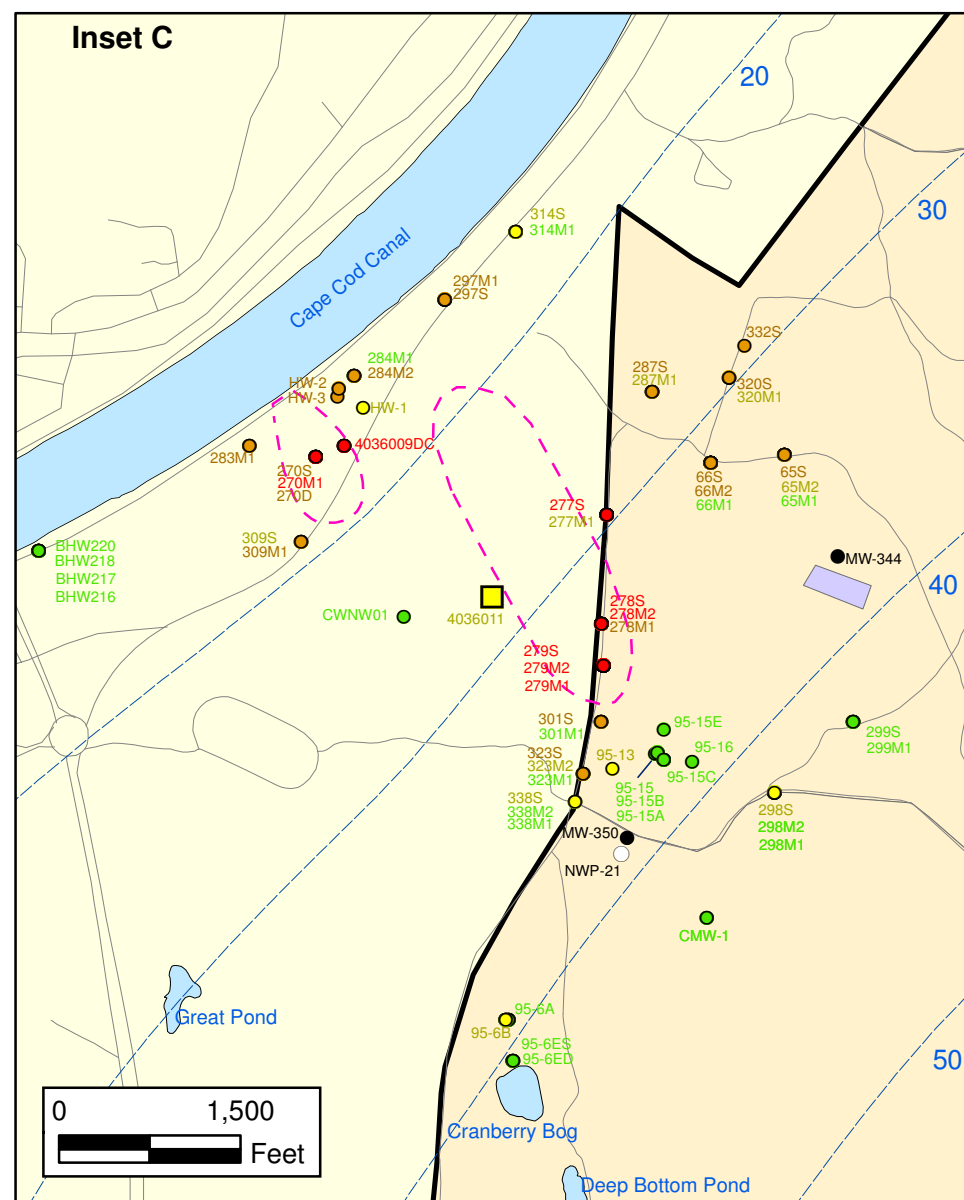 Inset C
20
30
Cape Cod Canal
314S
314M1
297M1
297S
332S
284M1
284M2
287S
287M1
320S
320M1
HW-2
HW-3
HW-1
283M1
4036009DC
270S
270M1
270D
66S
66M2
66M1
65S
65M2
65M1
277S
277M1
309S
309M1
BHW220
BHW218
BHW217
BHW216
MW-344
40
CWNW01
4036011
278S
278M2
278M1
279S
279M2
279M1
301S
301M1
95-15E
299S
299M1
323S
323M2
323M1
95-13
95-16
95-15C
95-15
95-15B
95-15A
338S
338M2
338M1
298S
298M2
298M1
MW-350
NWP-21
CMW-1
Great Pond
95-6A
95-6B
95-6ES
95-6ED
50
0 1,500
Feet
Cranberry Bog
Deep Bottom Pond